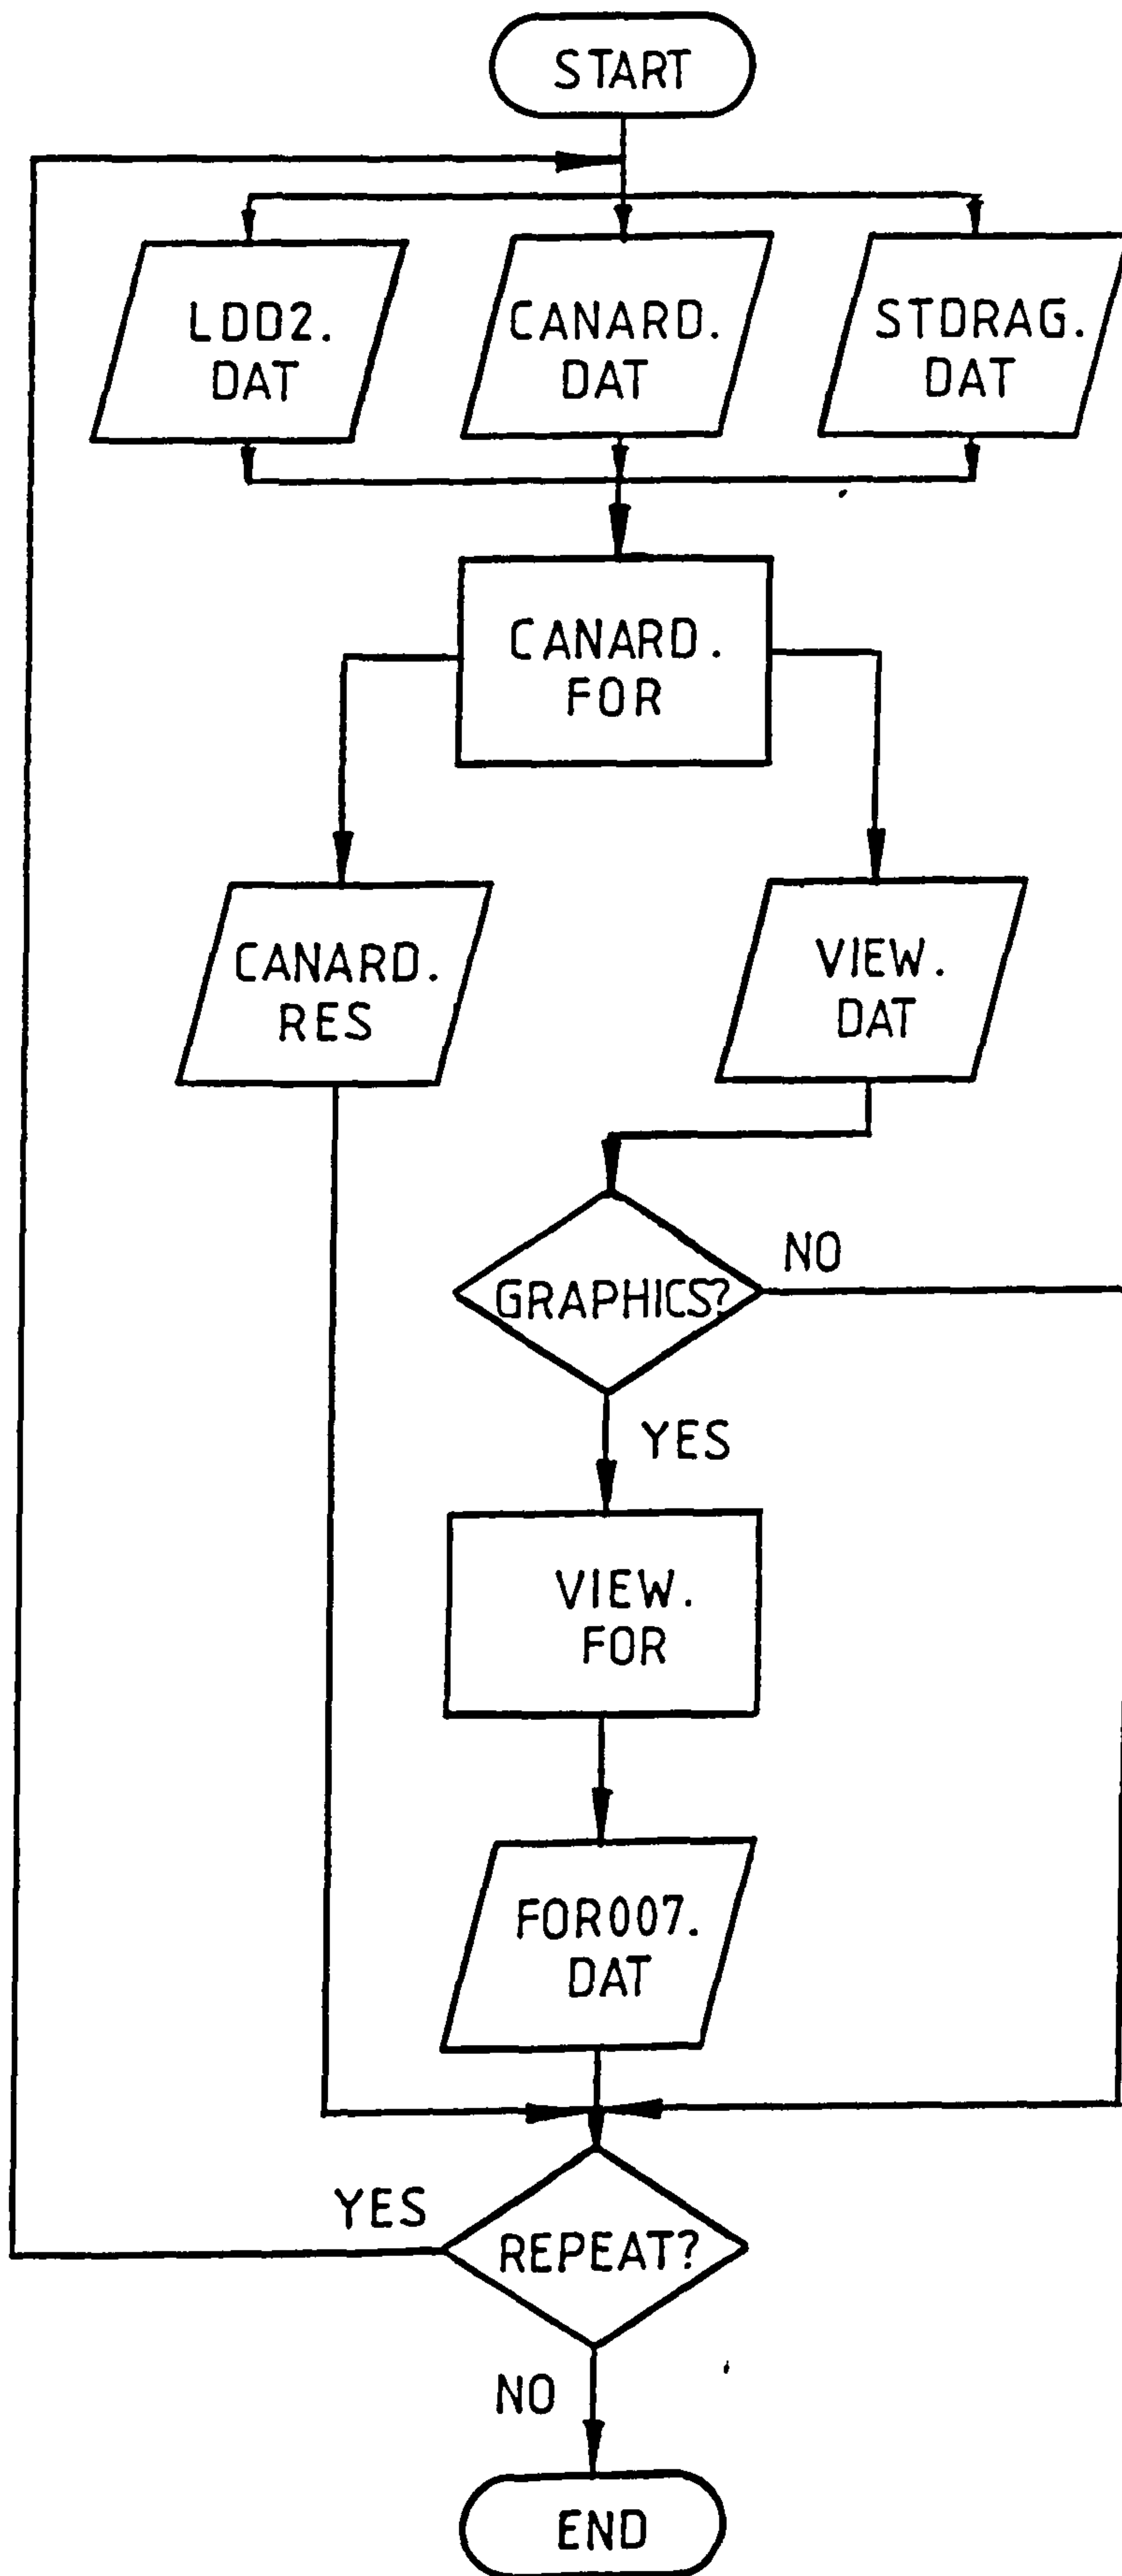 START
LDD2.
DAT
CANARD.
DAT
STDRAG.
DAT
CANARD.
FOR
CANARD.
RES
VIEW.
DAT
GRAPHICS?
NO
YES
VIEW.
FOR
FOR007.
DAT
YES
REPEAT?
NO
END